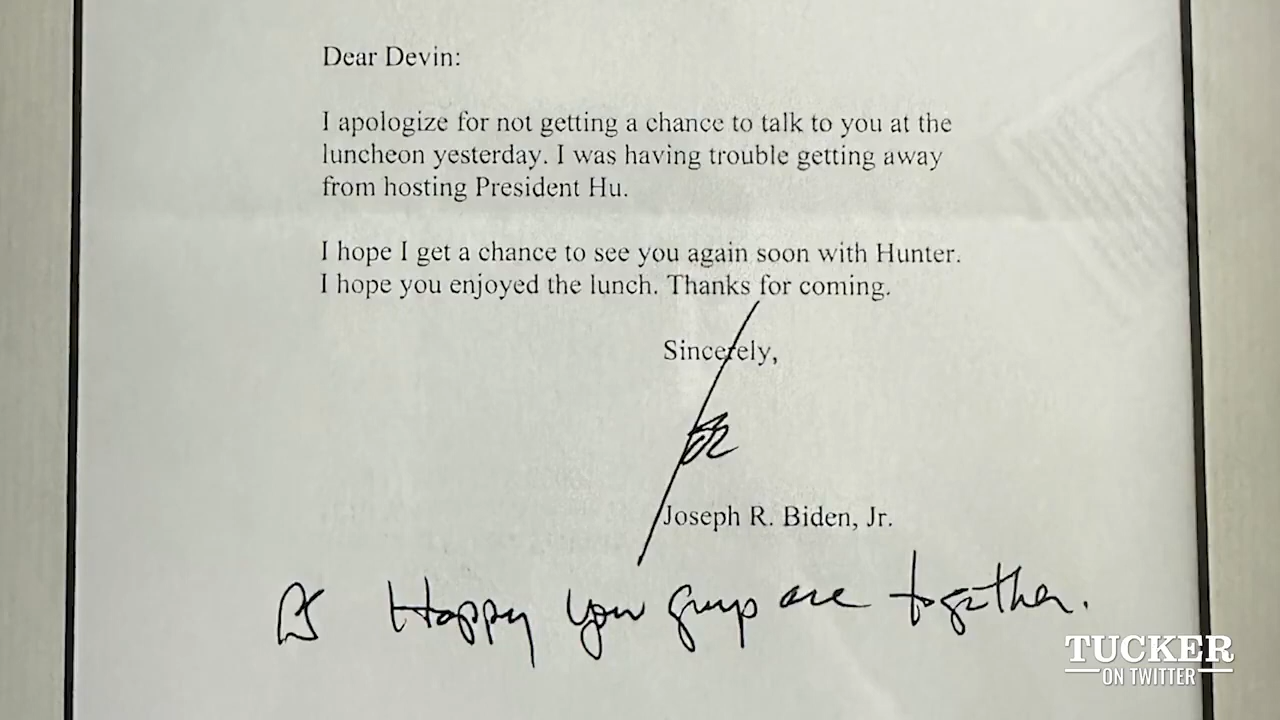 Dear Devin:
I apologize for not getting a chance to talk to you at the
luncheon yesterday. I was having trouble getting away
from hosting President Hu.
I hope I get a chance to see you again soon with Hunter.
I hope you enjoyed the lunch. Thanks for coming.
Sincerely,
Joseph R. Biden, Jr.
PS Happy you guys are together.
TUCKER
ON TWITTER